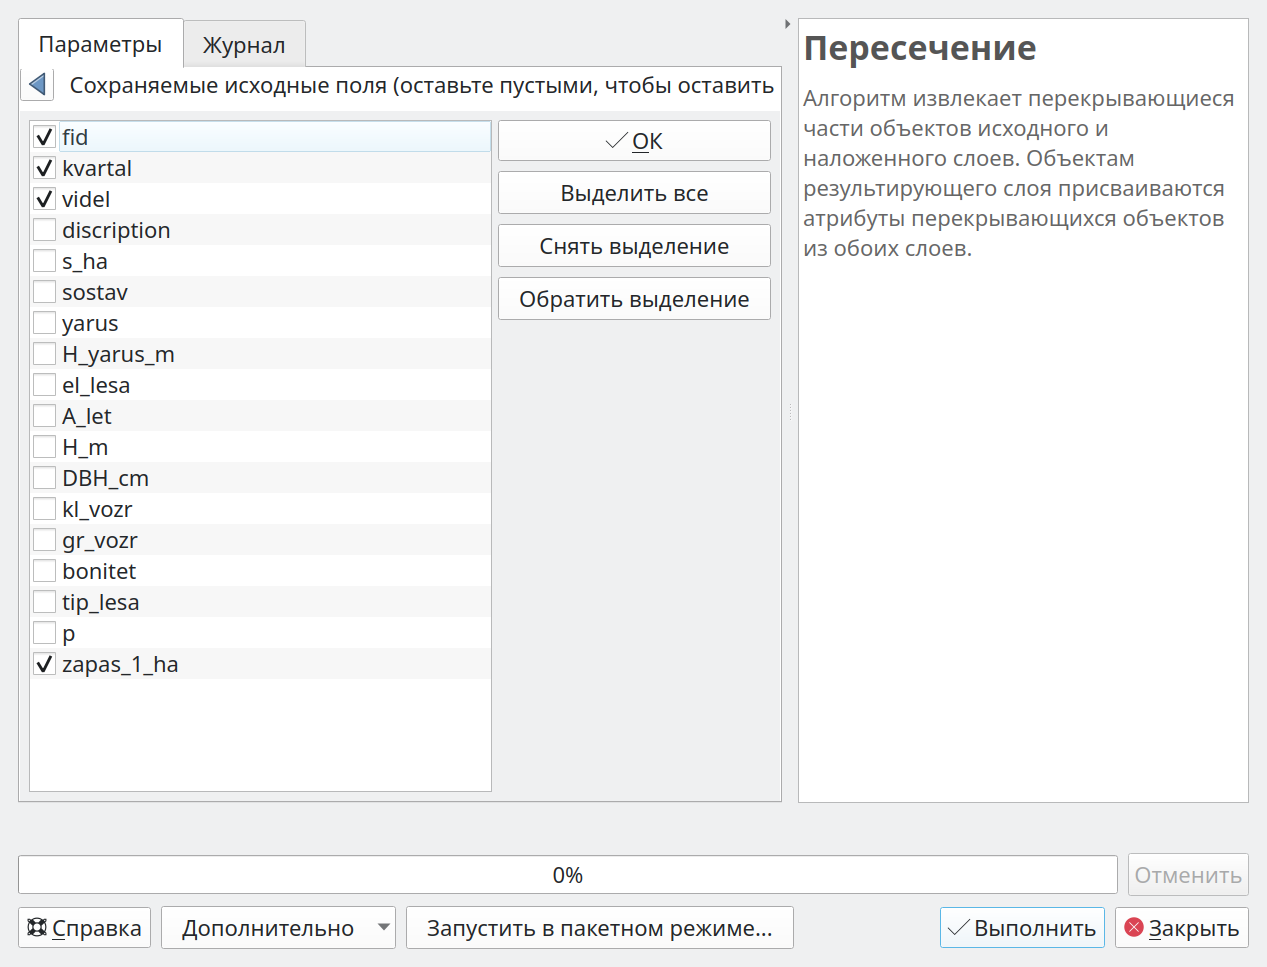 Параметры
Журнал
Сохраняемые исходные поля (оставьте пустыми, чтобы оставить
fid
kvartal
videl
discription
s_ha
sostav
yarus
H_yarus_m
el_lesa
A_let
H_m
DBH_cm
kl_vozr
gr_vozr
bonitet
tip_lesa
p
zapas_1_ha
OK
Выделить все
Снять выделение
Обратить выделение
Пересечение
Алгоритм извлекает перекрывающиеся
части объектов исходного и
наложенного слоев. Объектам
результирующего слоя присваиваются
атрибуты перекрывающихся объектов
из обоих слоев.
0%
Отменить
Справка
Дополнительно
Запустить в пакетном режиме...
Выполнить
Закрыть